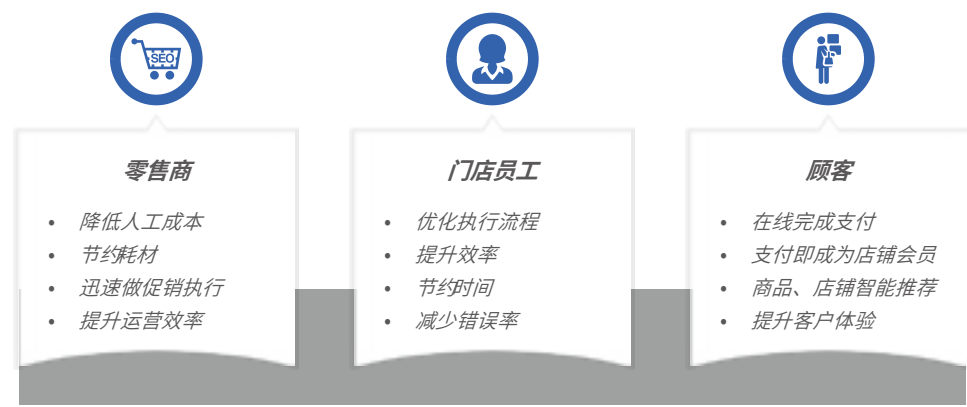 SEO
零售商
• 降低人工成本
• 节约耗材
• 迅速做促销执行
• 提升运营效率
门店员工
• 优化执行流程
• 提升效率
• 节约时间
• 减少错误率
顾客
• 在线完成支付
• 支付即成为店铺会员
• 商品、店铺智能推荐
• 提升客户体验